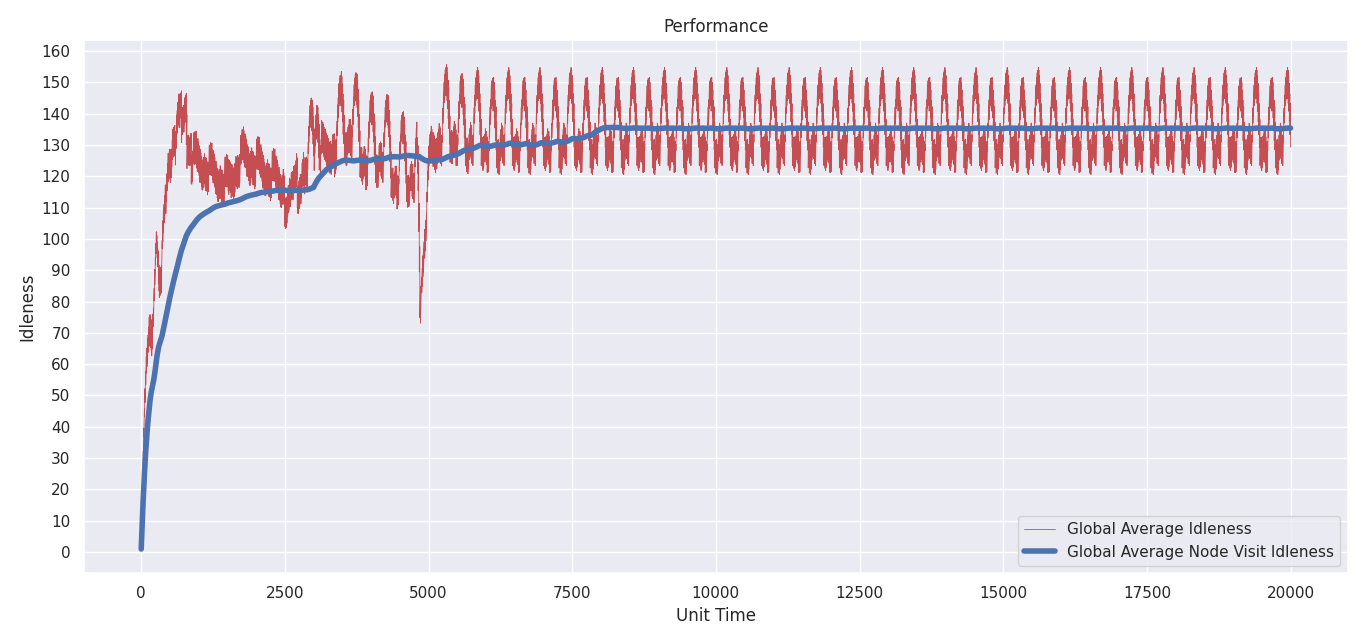 Performance
160
150
140
130
120
110
100
90
80
70
60
50
40
30
20
10
0
Idleness
0 2500 5000 7500 10000 12500 15000 17500 20000
Unit Time
Global Average Idleness
Global Average Node Visit Idleness